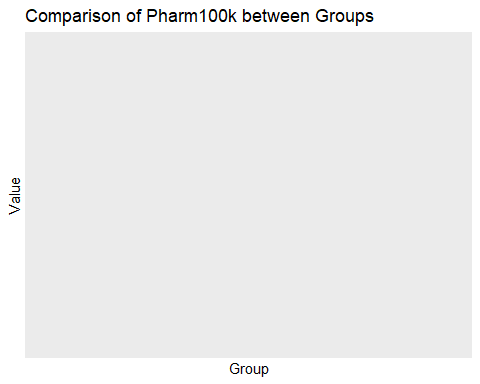 Comparison of Pharm100k between Groups
Value
Group